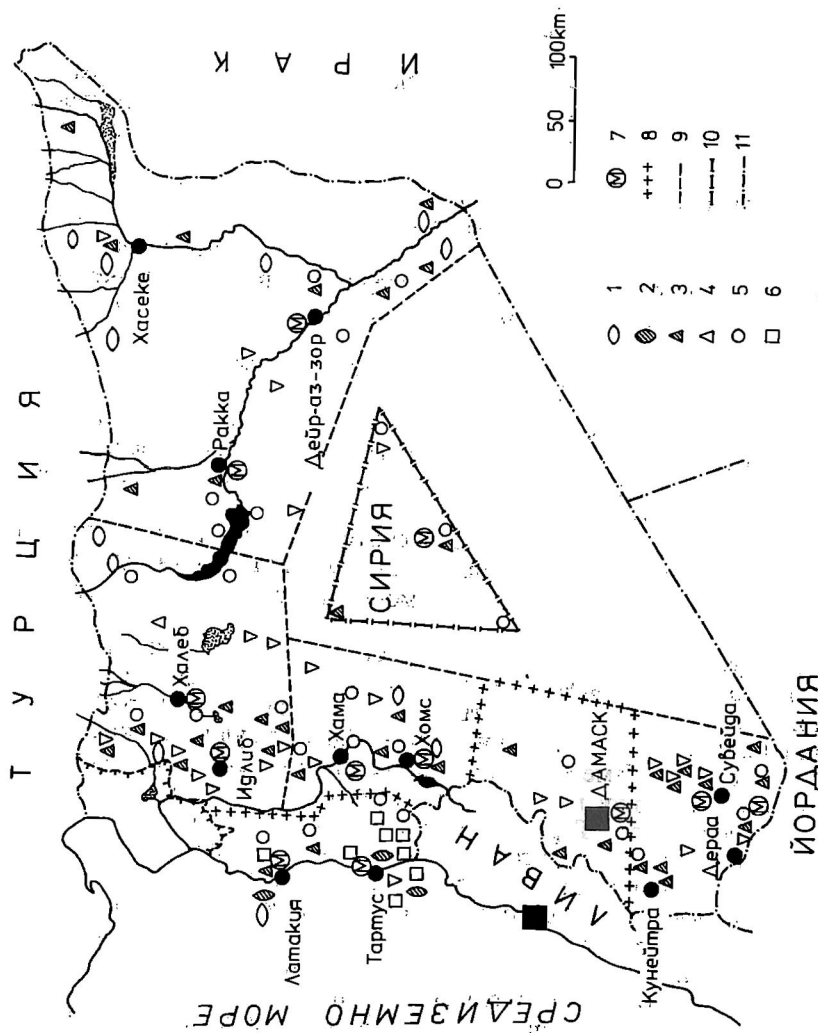 ТУРЦИЯ
ИРАК
СРЕДИЗЕМНО МОРЕ
Хасеке
Ракка
Дейр-аз-зор
Халеб
Идлиб
Латакия
Хама
СИРИЯ
Хомс
Тартус
ЛИВАН
ДАМАСК
Сувейда
Дераа
Кунейтра
ЙОРДАНИЯ
0 50 100km
1
2
3
4
5
6
M 7
+++ 8
9
10
11
M
M
M
M
M
M
M
M
M
M
M
M